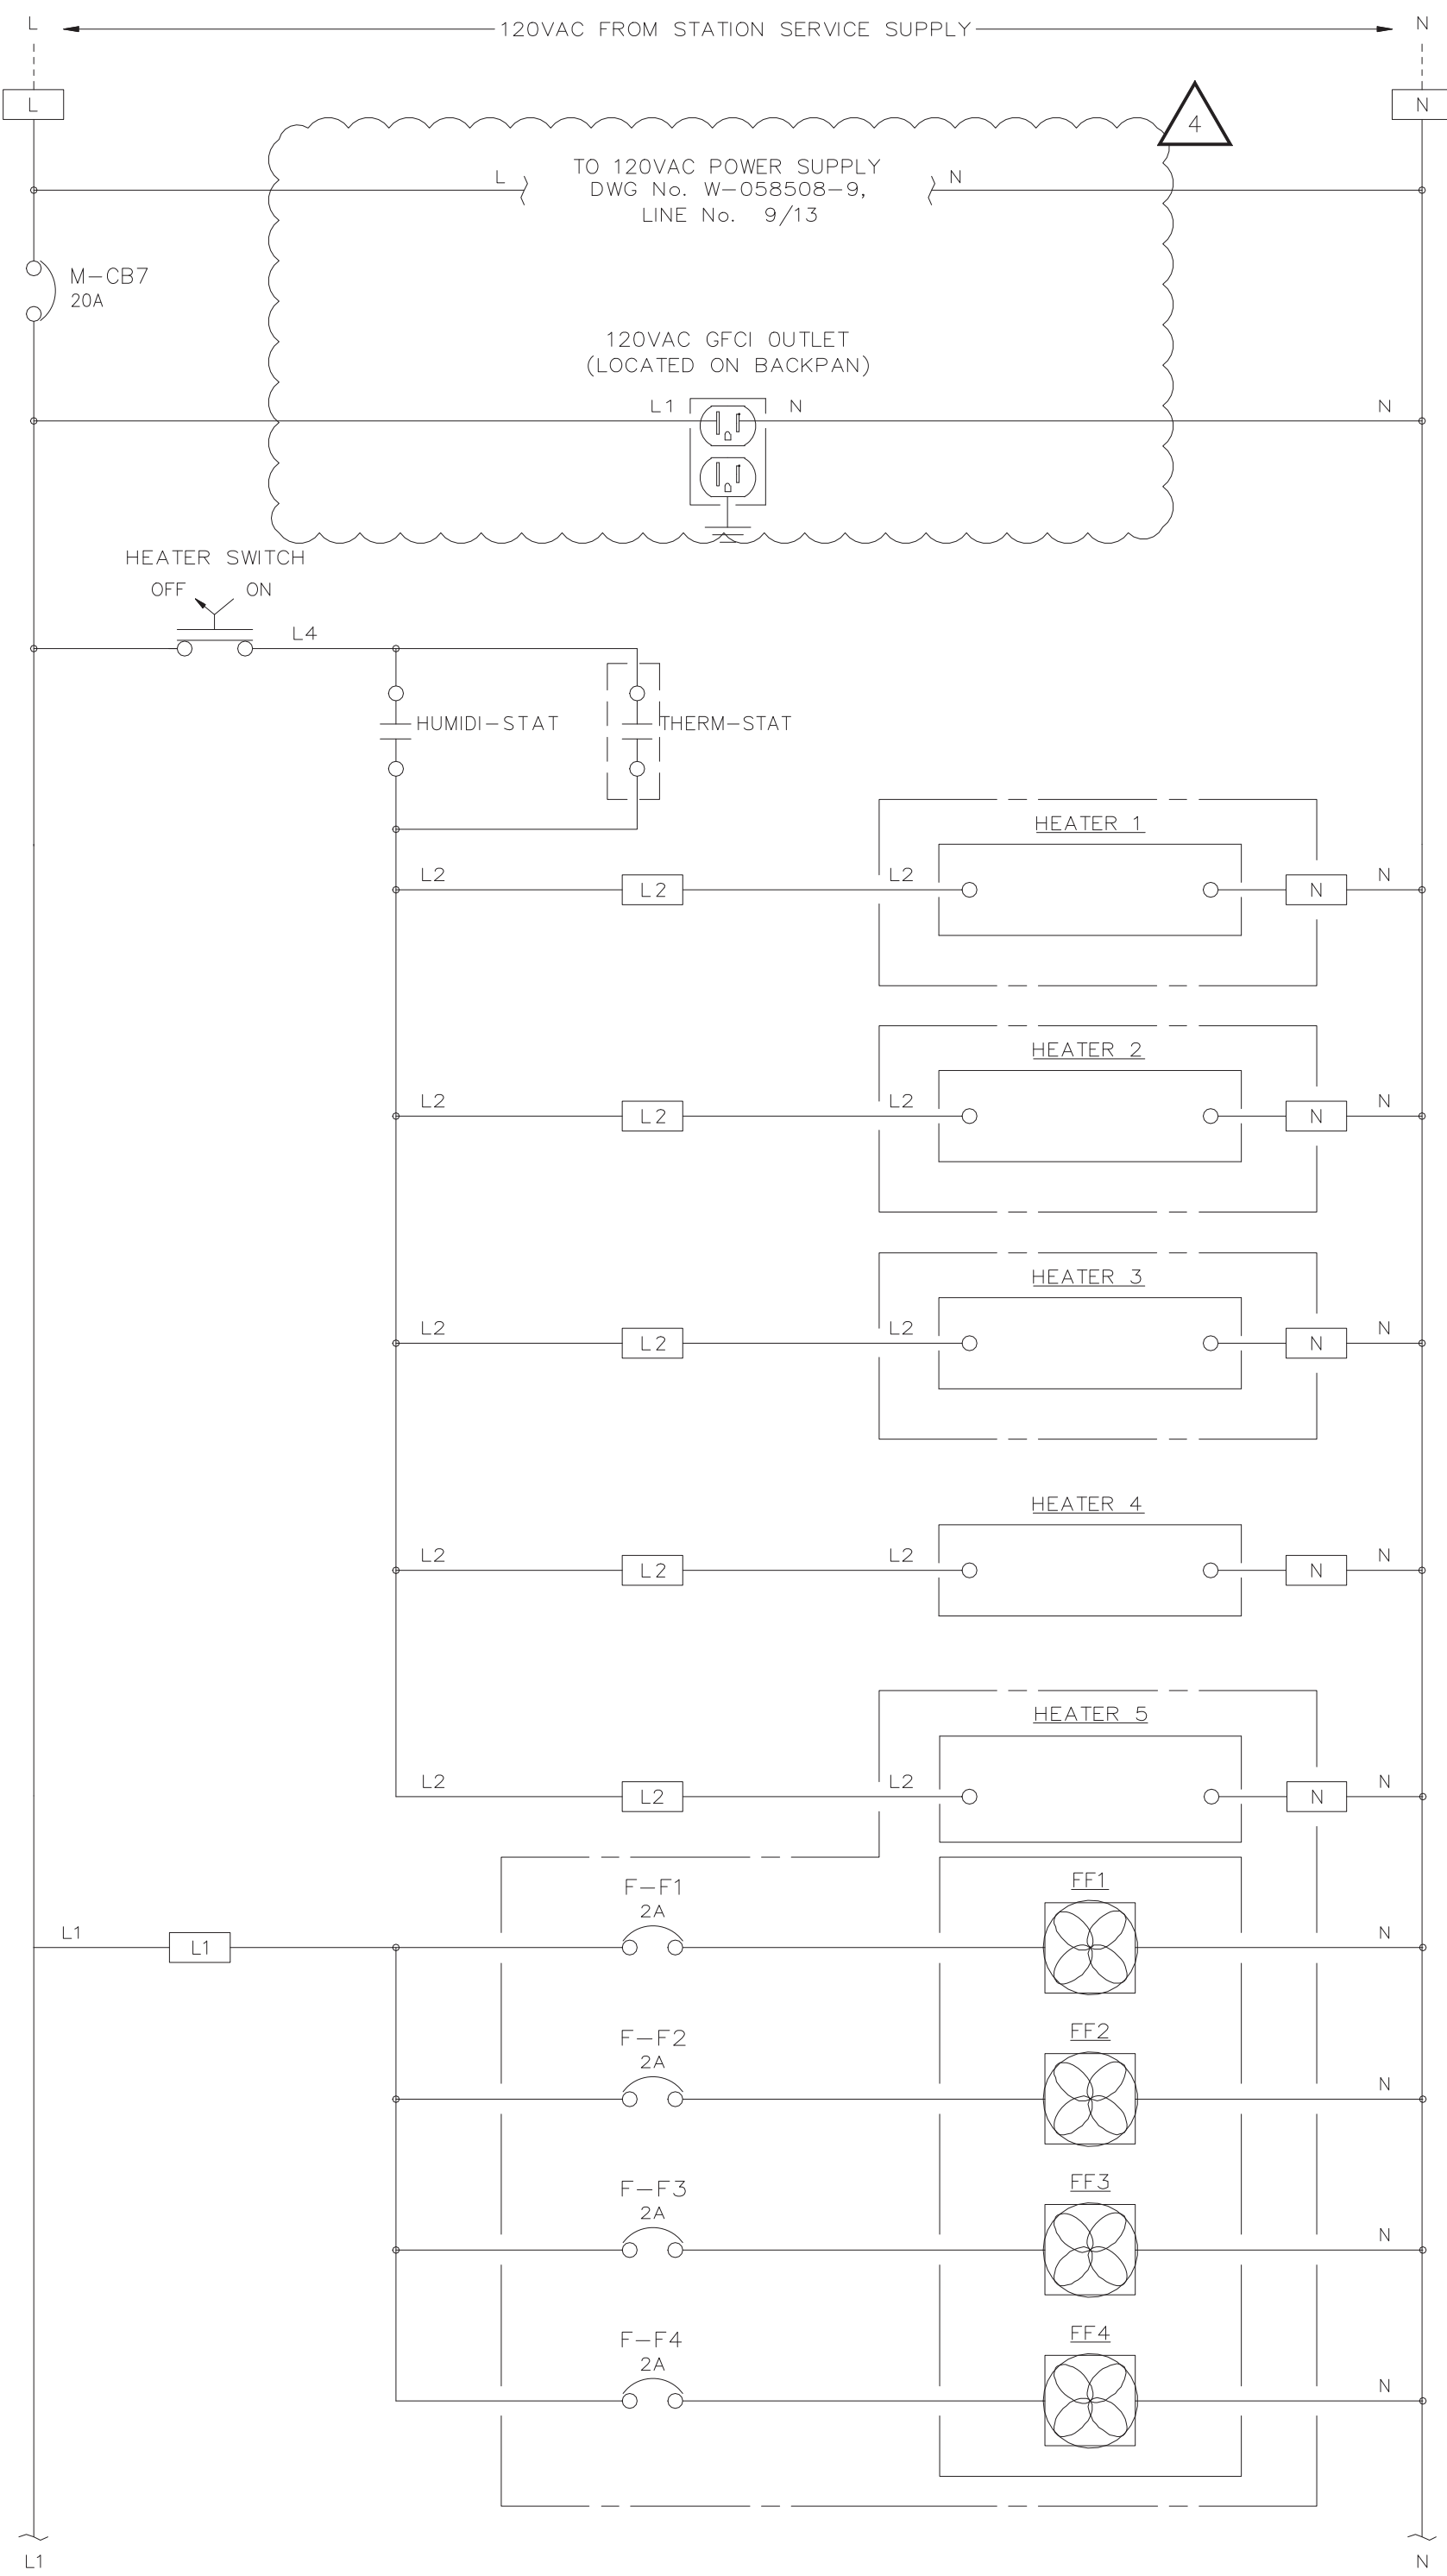 L 120VAC FROM STATION SERVICE SUPPLY N
L N
4
TO 120VAC POWER SUPPLY
L DWG No. W-058508-9, N
LINE No. 9/13
M-CB7
20A
120VAC GFCI OUTLET
(LOCATED ON BACKPAN)
L1 N N
HEATER SWITCH
OFF ON
L4
HUMIDI-STAT THERM-STAT
HEATER 1
L2 L2 L2 N N
HEATER 2
L2 L2 L2 N N
HEATER 3
L2 L2 L2 N N
HEATER 4
L2 L2 L2 N N
HEATER 5
L2 L2 L2 N N
F-F1 FF1
2A
L1 L1 N
F-F2 FF2
2A
N
F-F3 FF3
2A
N
F-F4 FF4
2A
N
L1 N